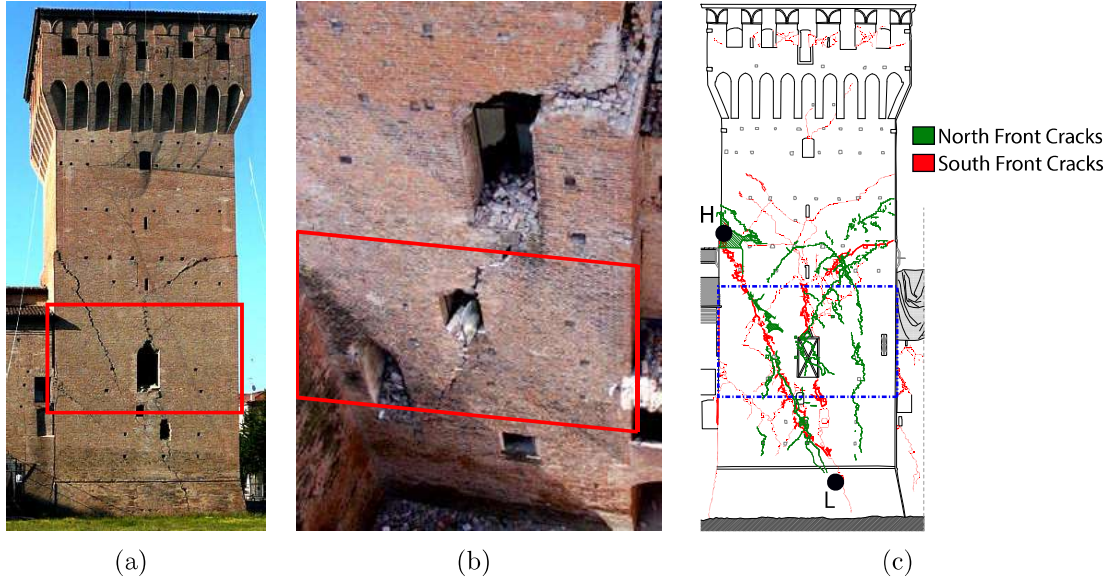 North Front Cracks
South Front Cracks
H
L
(a)
(b)
(c)